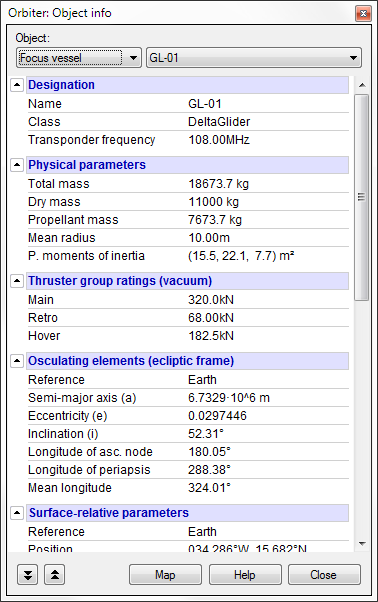 Orbiter: Object info
Object:
Focus vessel GL-01
Designation
Name GL-01
Class DeltaGlider
Transponder frequency 108.00MHz
Physical parameters
Total mass 18673.7 kg
Dry mass 11000 kg
Propellant mass 7673.7 kg
Mean radius 10.00m
P. moments of inertia (15.5, 22.1, 7.7) m²
Thruster group ratings (vacuum)
Main 320.0kN
Retro 68.00kN
Hover 182.5kN
Osculating elements (ecliptic frame)
Reference Earth
Semi-major axis (a) 6.7329·10^6 m
Eccentricity (e) 0.0297446
Inclination (i) 52.31°
Longitude of asc. node 180.05°
Longitude of periapsis 288.38°
Mean longitude 324.01°
Surface-relative parameters
Reference Earth
Position 034.286°W, 15.682°N
Map Help Close